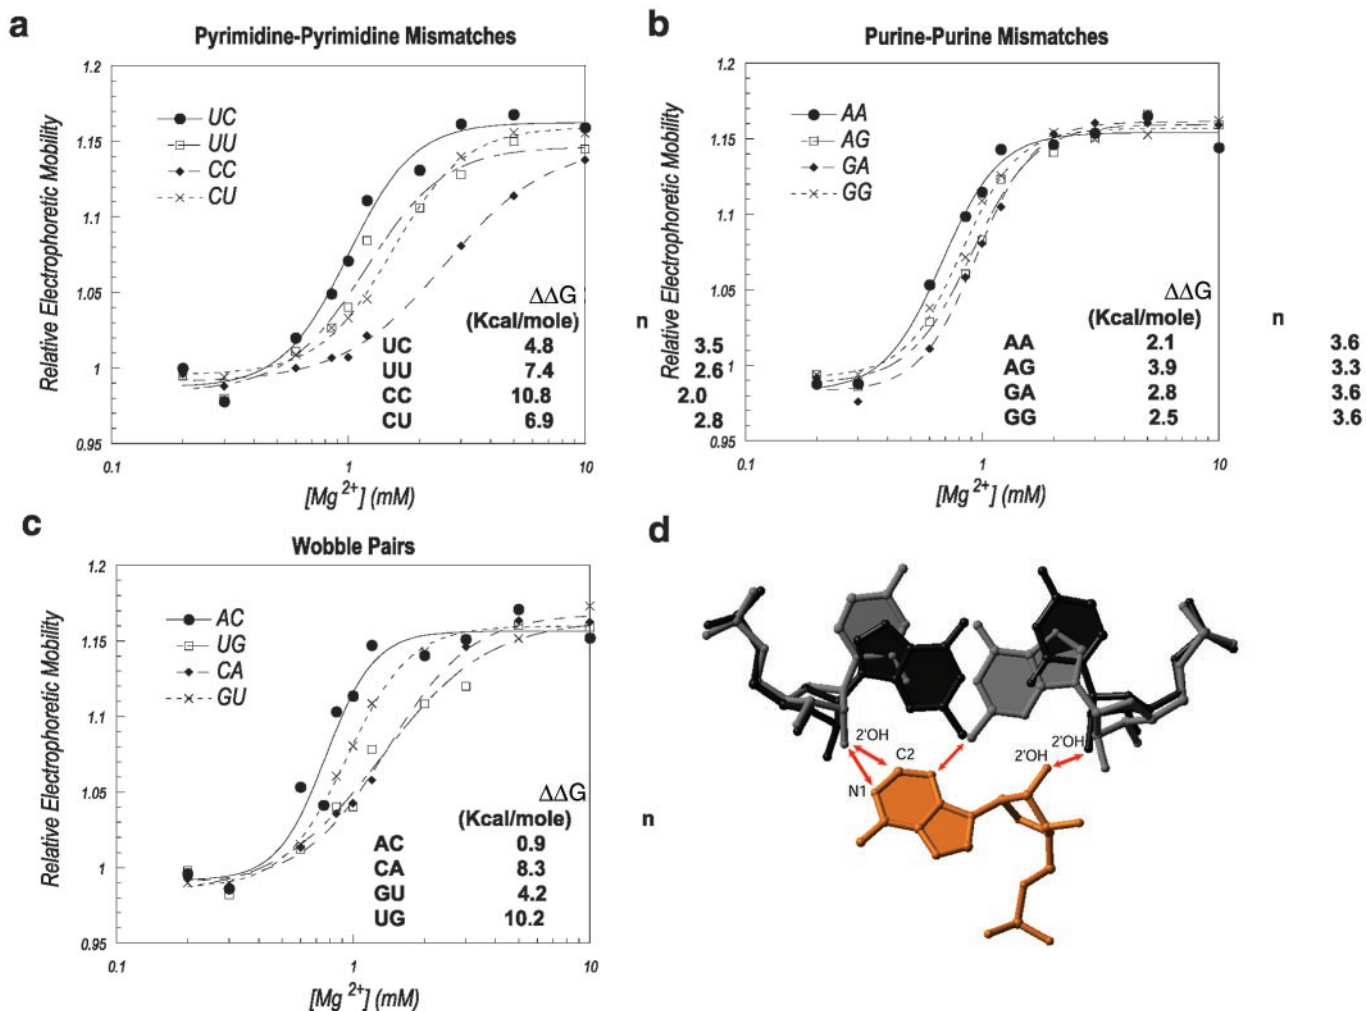 a
Pyrimidine-Pyrimidine Mismatches
Relative Electrophoretic Mobility
1.2
1.15
1.1
1.05
1
0.95
UC
UU
CC
CU
ΔΔG
(Kcal/mole) n
UC 4.8 3.5
UU 7.4 2.6
CC 10.8 2.0
CU 6.9 2.8
0.1 1 10
[Mg 2+] (mM)
b
Purine-Purine Mismatches
Relative Electrophoretic Mobility
1.2
1.15
1.1
1.05
1
0.95
AA
AG
GA
GG
ΔΔG
(Kcal/mole) n
AA 2.1 3.6
AG 3.9 3.3
GA 2.8 3.6
GG 2.5 3.6
0.1 1 10
[Mg 2+] (mM)
c
Wobble Pairs
Relative Electrophoretic Mobility
1.2
1.15
1.1
1.05
1
0.95
AC
UG
CA
GU
ΔΔG
(Kcal/mole) n
AC 0.9
CA 8.3
GU 4.2
UG 10.2
0.1 1 10
[Mg 2+] (mM)
d
2'OH
C2
N1
2'OH
2'OH